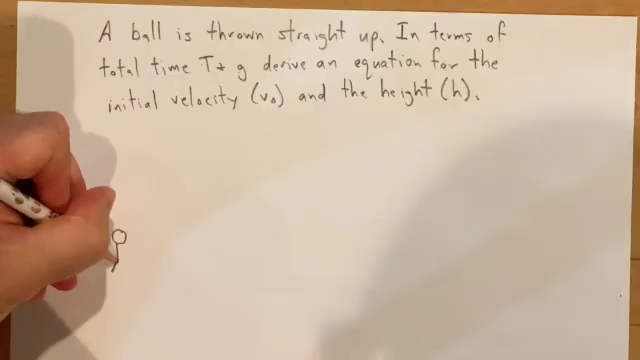 A ball is thrown straight up. In terms of
total time T & g derive an equation for the
initial velocity (v₀) and the height (h).